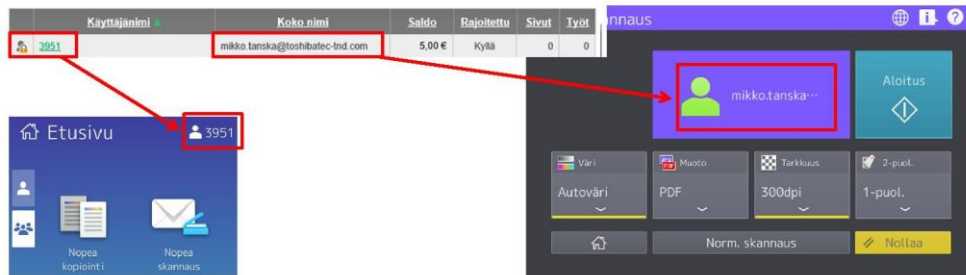 Käyttäjänimi ▲ Koko nimi Saldo Rajoitettu Sivut Työt
3951 mikko.tanska@toshibatec-tnd.com 5,00 € Kyllä 0 0
Etusivu 3951
Nopea kopiointi
Nopea skannaus
nnaus
mikko.tanska···
Aloitus
Väri
Autoväri
Muoto
PDF
Tarkkuus
300dpi
2-puol.
1-puol.
Norm. skannaus
Nollaa